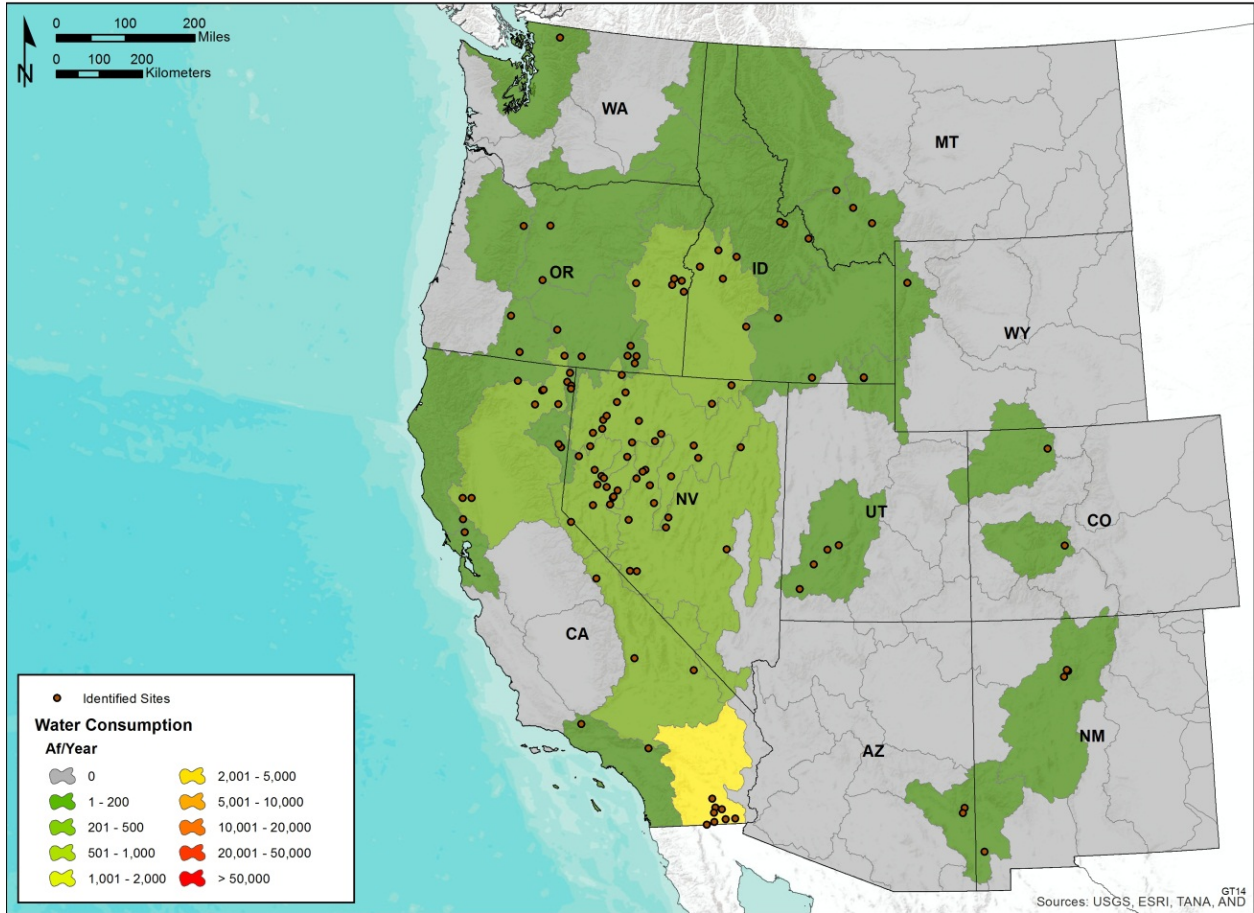 0 100 200
Miles
0 100 200
Kilometers
N
WA
MT
OR
ID
WY
NV
UT
CO
CA
AZ
NM
Identified Sites
Water Consumption
Af/Year
0
1 - 200
201 - 500
501 - 1,000
1,001 - 2,000
2,001 - 5,000
5,001 - 10,000
10,001 - 20,000
20,001 - 50,000
> 50,000
GT14
Sources: USGS, ESRI, TANA, AND